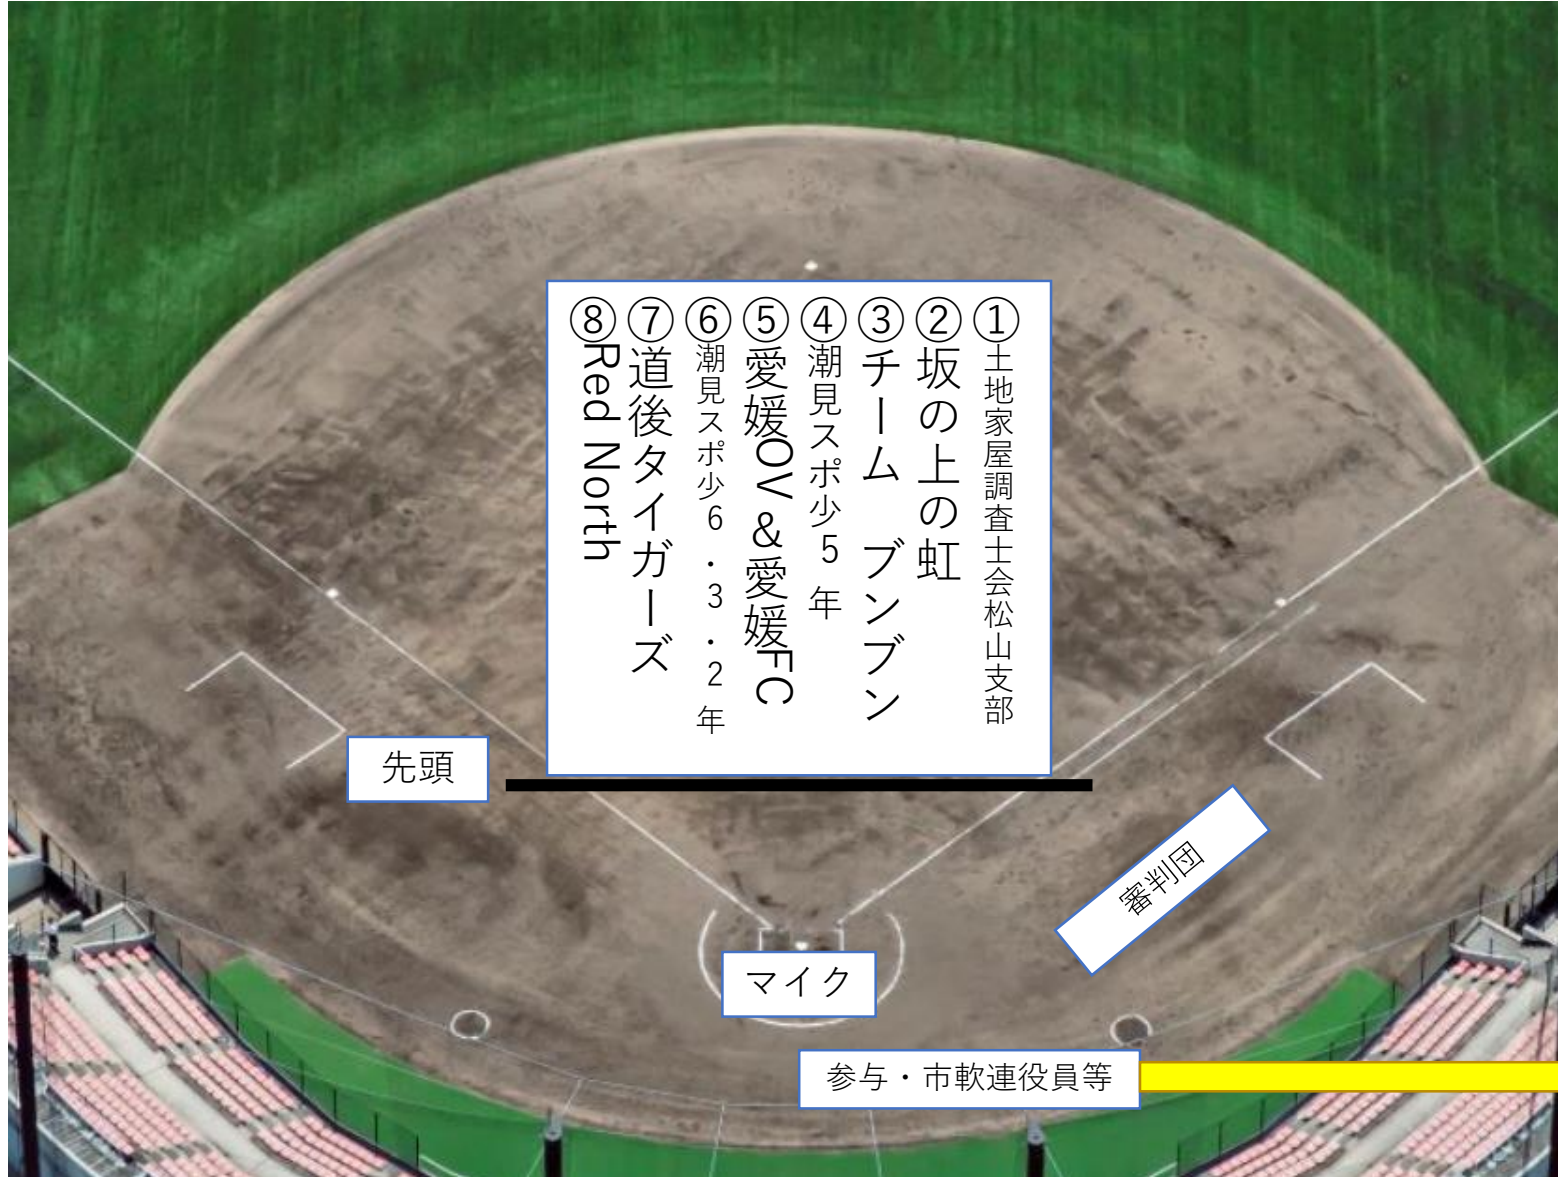 ①土地家屋調査士会松山支部
②坂の上の虹
③チーム　ブンブン
④潮見スポ少5年
⑤愛媛OV＆愛媛FC
⑥潮見スポ少6．3．2年
⑦道後タイガーズ
⑧Red North
先頭
審判団
マイク
参与・市軟連役員等